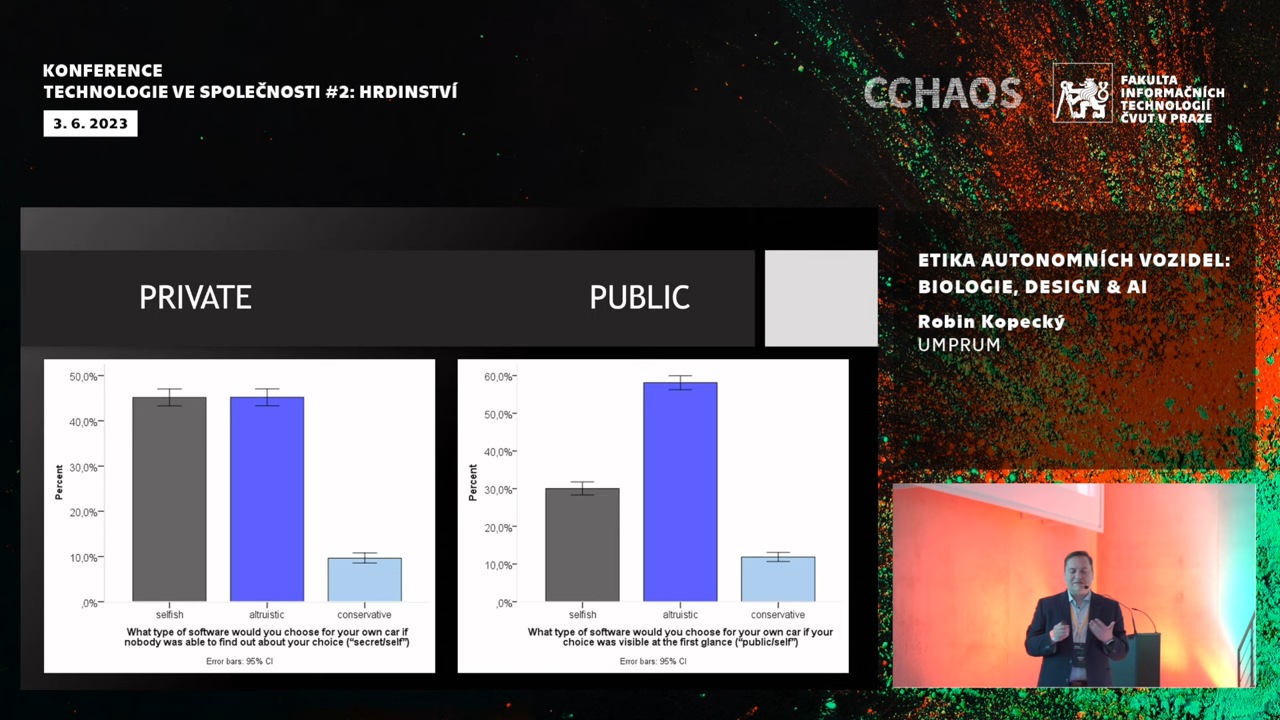 KONFERENCE
TECHNOLOGIE VE SPOLEČNOSTI #2: HRDINSTVÍ
3. 6. 2023
CCHAOS
FAKULTA
INFORMAČNÍCH
TECHNOLOGIÍ
ČVUT V PRAZE
PRIVATE
PUBLIC
50,0%
40,0%
30,0%
20,0%
10,0%
,0%
Percent
selfish altruistic conservative
What type of software would you choose for your own car if
nobody was able to find out about your choice ("secret/self")
Error bars: 95% CI
60,0%
50,0%
40,0%
30,0%
20,0%
10,0%
,0%
Percent
selfish altruistic conservative
What type of software would you choose for your own car if your
choice was visible at the first glance ("public/self")
Error bars: 95% CI
ETIKA AUTONOMNÍCH VOZIDEL:
BIOLOGIE, DESIGN & AI
Robin Kopecký
UMPRUM